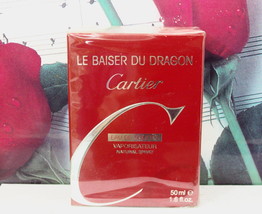 LE BAISER DU DRAGON
Cartier
VAPORISATEUR
NATURAL SPRAY
50 ml e
1.6 fl. oz.